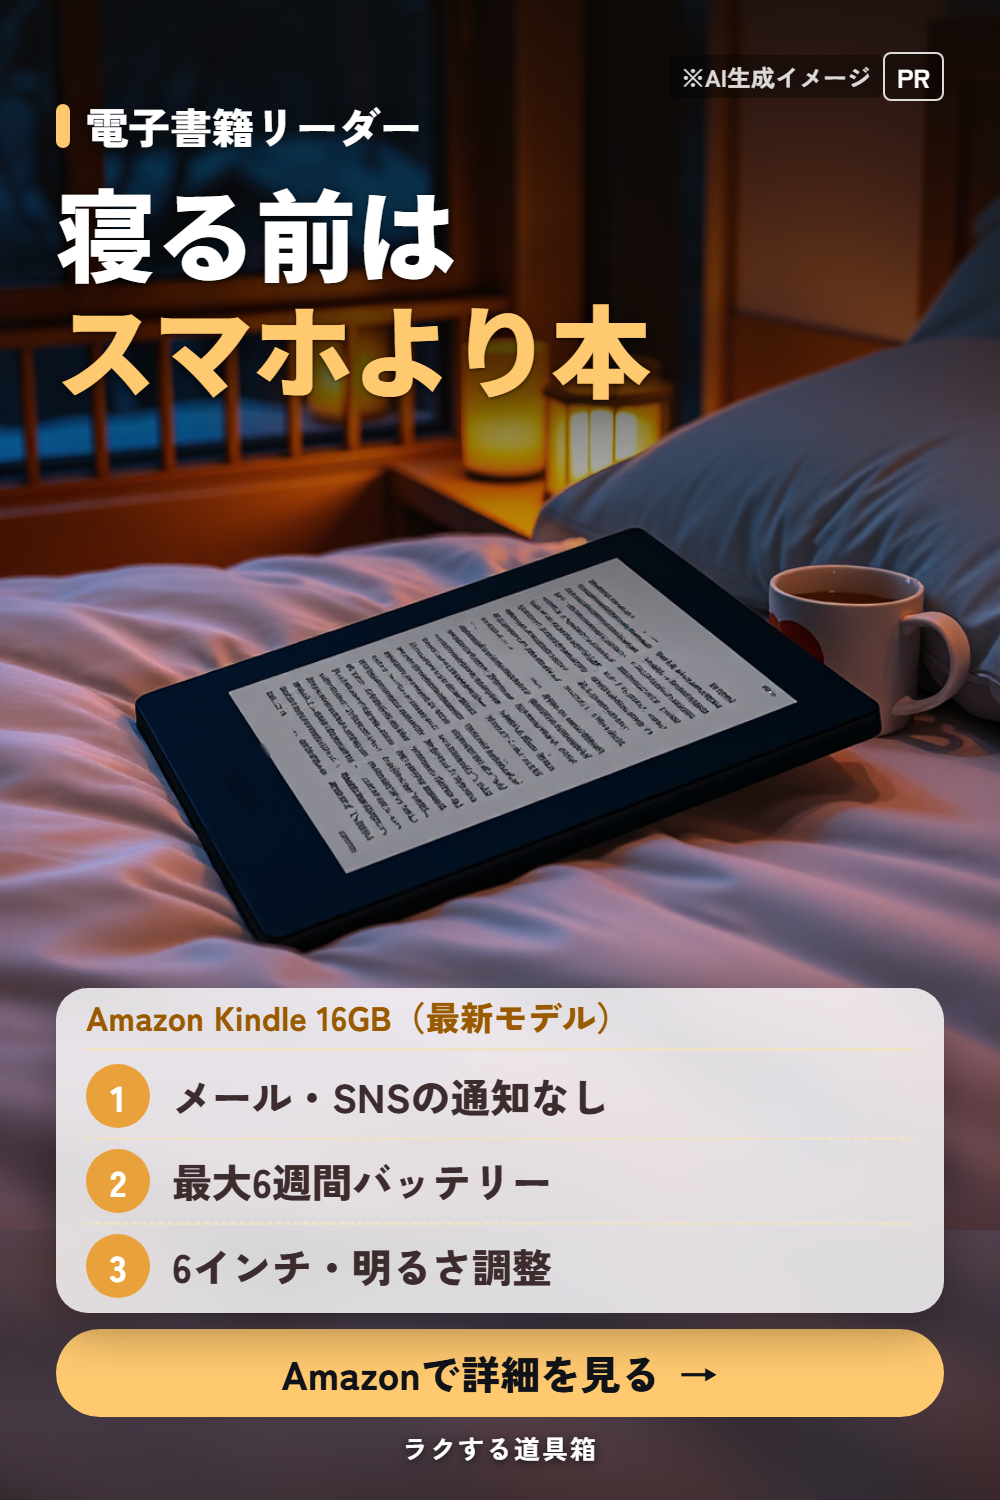 ※AI生成イメージ
PR
電子書籍リーダー
寝る前は
スマホより本
Amazon Kindle 16GB（最新モデル）
1 メール・SNSの通知なし
2 最大6週間バッテリー
3 6インチ・明るさ調整
Amazonで詳細を見る →
ラクする道具箱